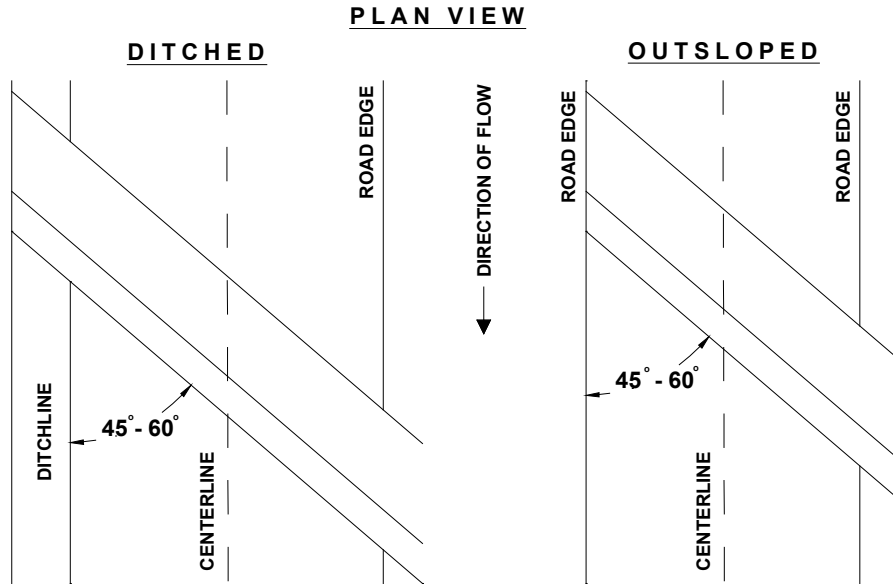 PLAN VIEW
DITCHED
OUTSLOPED
ROAD EDGE
DIRECTION OF FLOW
ROAD EDGE
ROAD EDGE
45° - 60°
45° - 60°
DITCHLINE
CENTERLINE
CENTERLINE